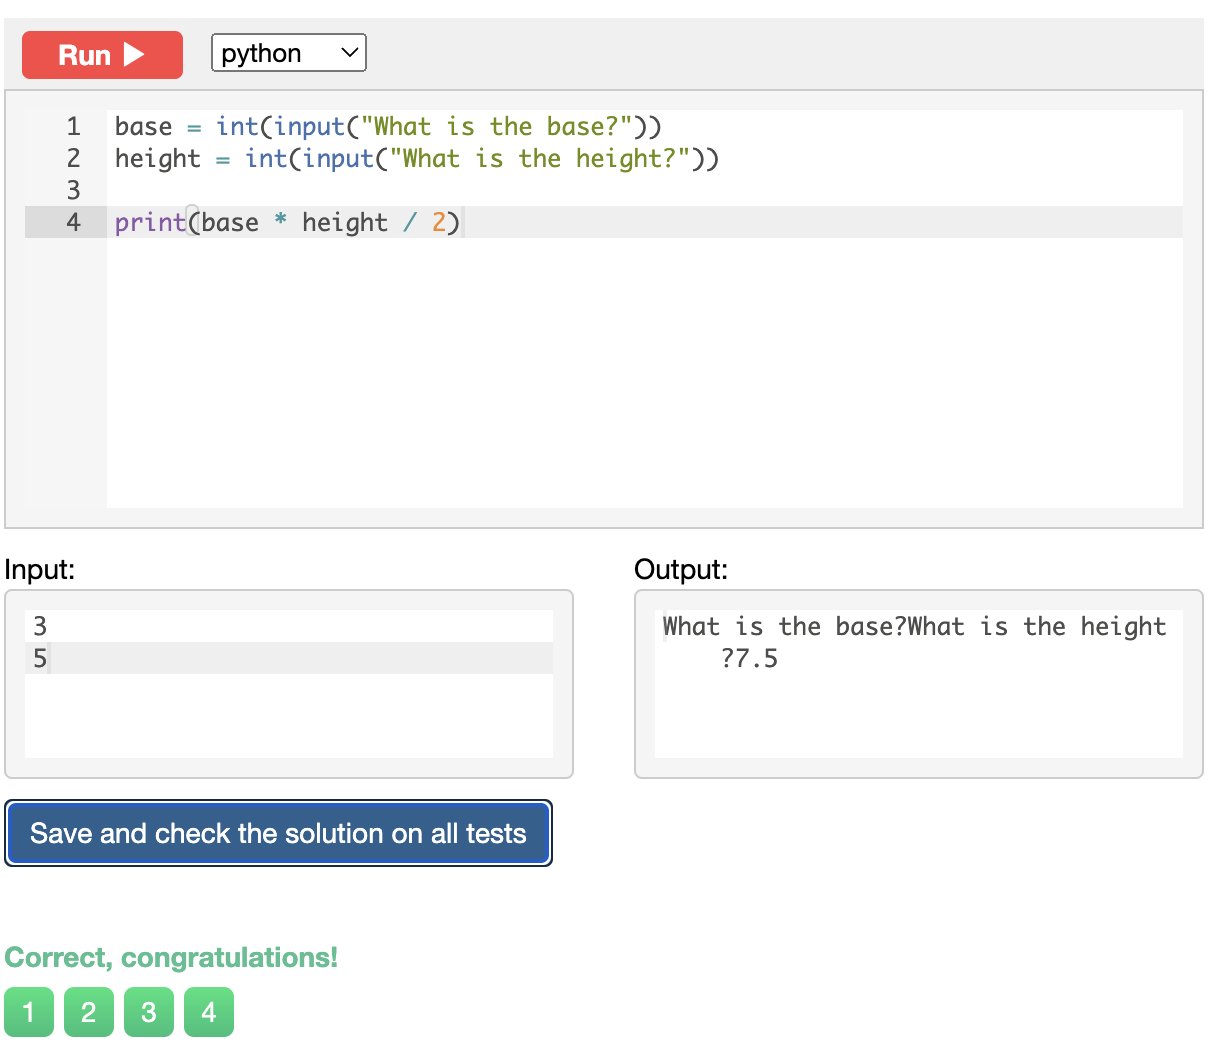 Run
python
1 base = int(input("What is the base?"))
2 height = int(input("What is the height?"))
3
4 print(base * height / 2)
Input:
3
5
Output:
What is the base?What is the height
?7.5
Save and check the solution on all tests
Correct, congratulations!
1 2 3 4